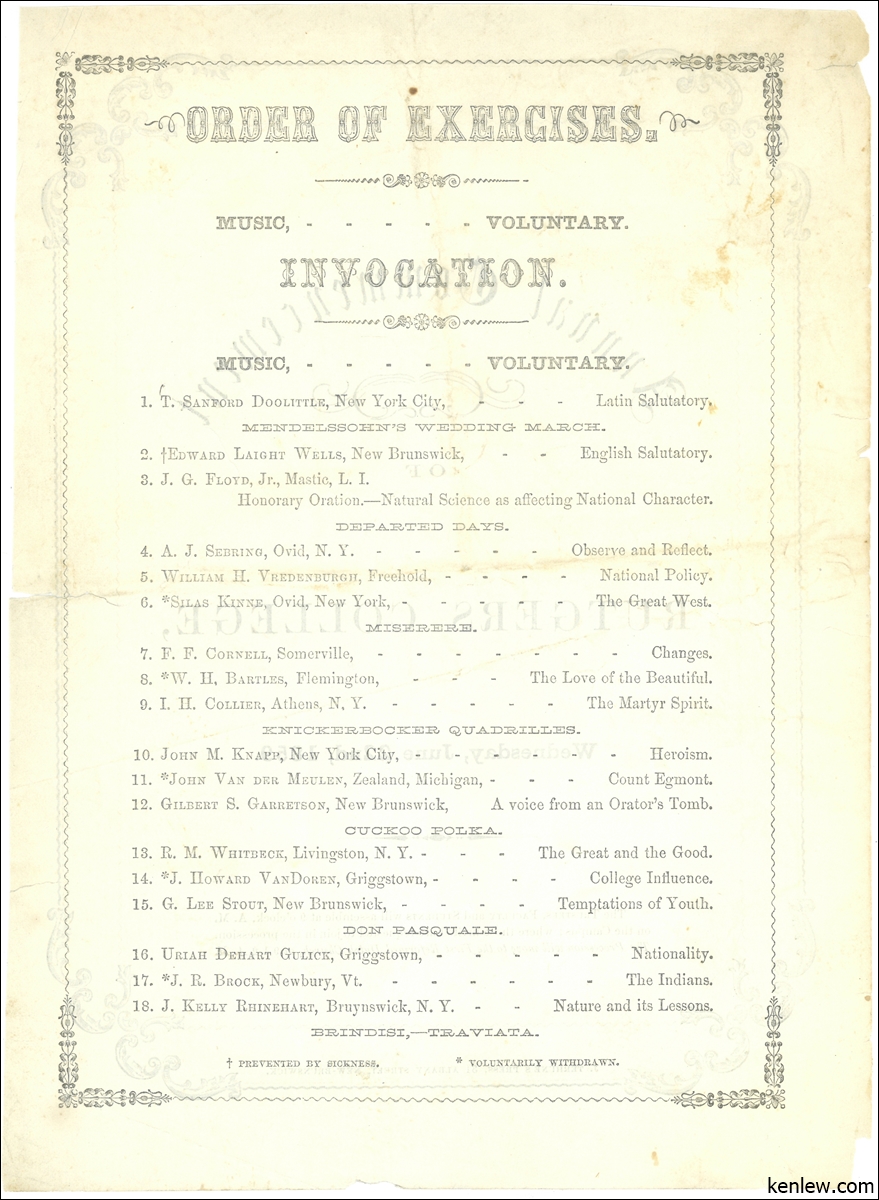 ORDER OF EXERCISES.
MUSIC, - - - - - VOLUNTARY.
INVOCATION.
MUSIC, - - - - - VOLUNTARY.
1. T. SANFORD DOOLITTLE, New York City, - - - Latin Salutatory.
MENDELSSOHN'S WEDDING MARCH.
2. †EDWARD LAIGHT WELLS, New Brunswick, - - English Salutatory.
3. J. G. FLOYD, Jr., Mastic, L. I.
Honorary Oration.—Natural Science as affecting National Character.
DEPARTED DAYS.
4. A. J. SEBRING, Ovid, N. Y. - - - - - Observe and Reflect.
5. WILLIAM H. VREDENBURGH, Freehold, - - - - National Policy.
6. *SILAS KINNE, Ovid, New York, - - - - - The Great West.
MISERERE.
7. F. F. CORNELL, Somerville, - - - - - - - Changes.
8. *W. H, BARTLES, Flemington, - - - The Love of the Beautiful.
9. I. H. COLLIER, Athens, N, Y. - - - - - The Martyr Spirit.
KNICKERBOCKER QUADRILLES.
10. JOHN M. KNAPP, New York City, - - - - - - Heroism.
11. *JOHN VAN DER MEULEN, Zealand, Michigan, - - - Count Egmont.
12. GILBERT S. GARRETSON, New Brunswick, A voice from an Orator's Tomb.
CUCKOO POLKA.
13. R. M. WHITBECK, Livingston, N. Y. - - - The Great and the Good.
14. *J. HOWARD VANDOREN, Griggstown, - - - - College Influence.
15. G. LEE STOUT, New Brunswick, - - - - Temptations of Youth.
DON PASQUALE.
16. URIAH DEHART GULICK, Griggstown, - - - - - Nationality.
17. *J. R. BROCK, Newbury, Vt. - - - - - - The Indians.
18. J. KELLY RHINEHART, Bruynswick, N. Y. - - Nature and its Lessons.
BRINDISI,—TRAVIATA.
† PREVENTED BY SICKNESS. * VOLUNTARILY WITHDRAWN.
kenlew.com